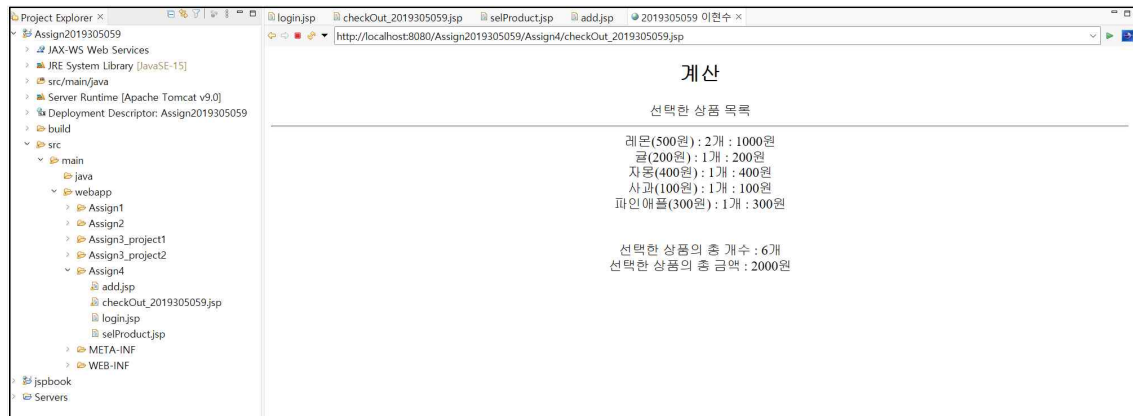 Project Explorer ×
Assign2019305059
JAX-WS Web Services
JRE System Library [JavaSE-15]
src/main/java
Server Runtime [Apache Tomcat v9.0]
Deployment Descriptor: Assign2019305059
build
src
main
java
webapp
Assign1
Assign2
Assign3_project1
Assign3_project2
Assign4
add.jsp
checkOut_2019305059.jsp
login.jsp
selProduct.jsp
META-INF
WEB-INF
jspbook
Servers
login.jsp checkOut_2019305059.jsp selProduct.jsp add.jsp 2019305059 이현수 ×
http://localhost:8080/Assign2019305059/Assign4/checkOut_2019305059.jsp
계산
선택한 상품 목록
레몬(500원) : 2개 : 1000원
귤(200원) : 1개 : 200원
자몽(400원) : 1개 : 400원
사과(100원) : 1개 : 100원
파인애플(300원) : 1개 : 300원
선택한 상품의 총 개수 : 6개
선택한 상품의 총 금액 : 2000원